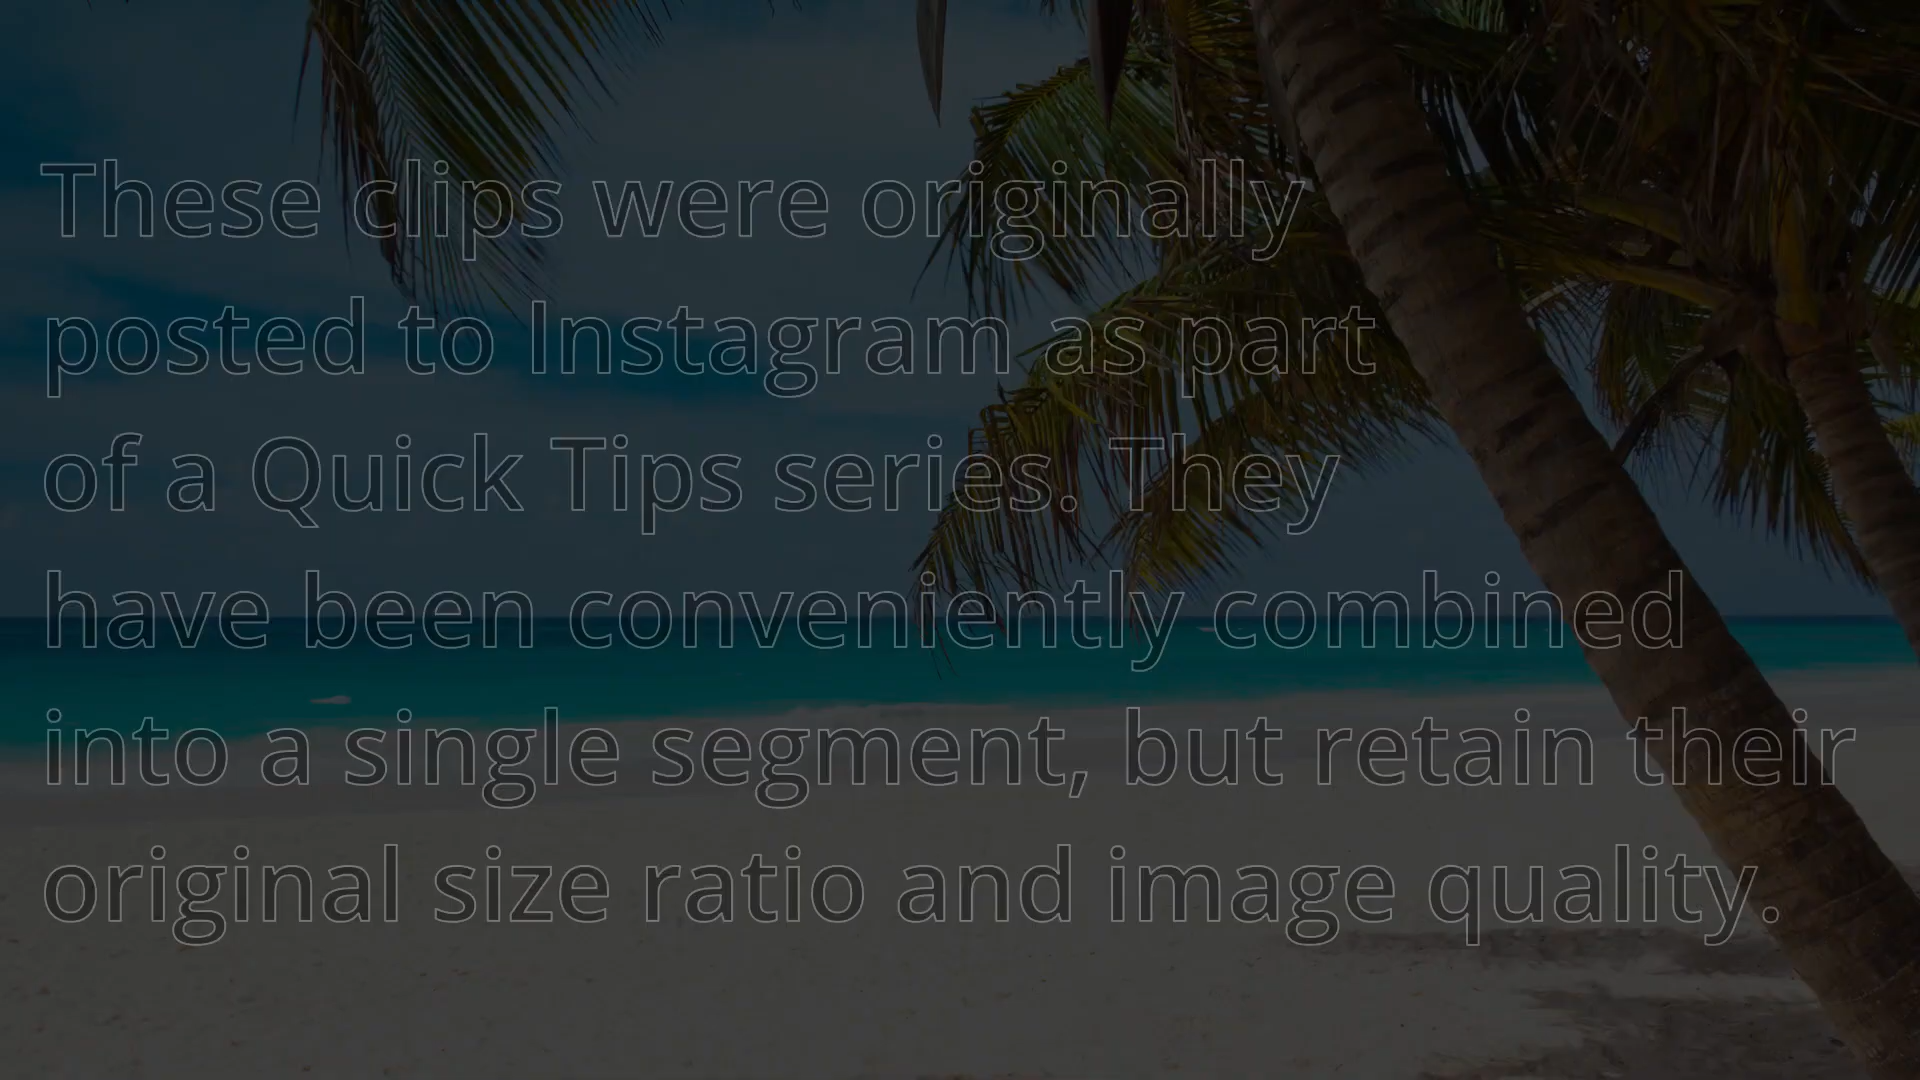 These clips were originally
posted to Instagram as part
of a Quick Tips series. They
have been conveniently combined
into a single segment, but retain their
original size ratio and image quality.